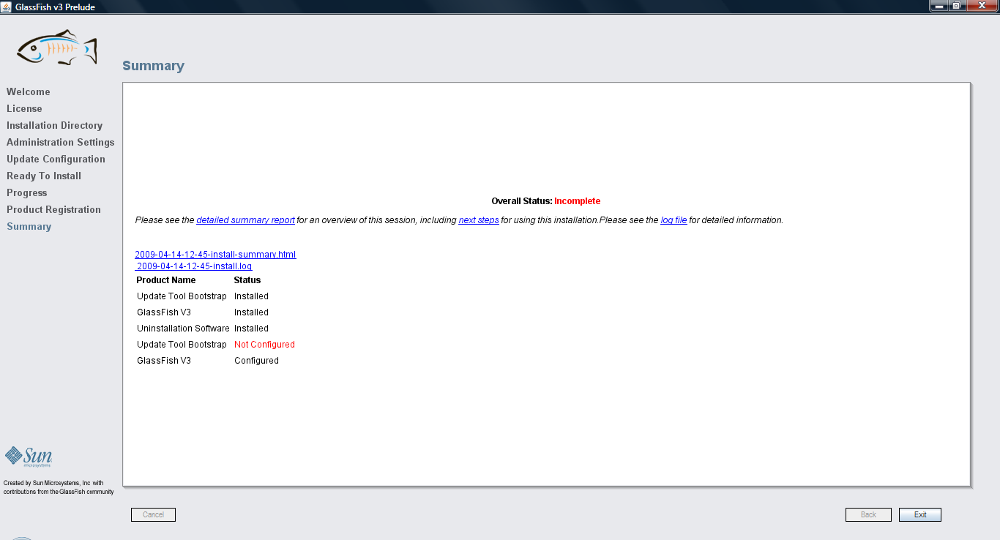 GlassFish v3 Prelude
Summary
Welcome
License
Installation Directory
Administration Settings
Update Configuration
Ready To Install
Progress
Product Registration
Summary
Overall Status: Incomplete
Please see the detailed summary report for an overview of this session, including next steps for using this installation.Please see the log file for detailed information.
2009-04-14-12-45-install-summary.html
2009-04-14-12-45-install.log
Product Name Status
Update Tool Bootstrap Installed
GlassFish V3 Installed
Uninstallation Software Installed
Update Tool Bootstrap Not Configured
GlassFish V3 Configured
Sun
microsystems
Created by Sun Microsystems, Inc with
contributions from the GlassFish community
Cancel Back Exit